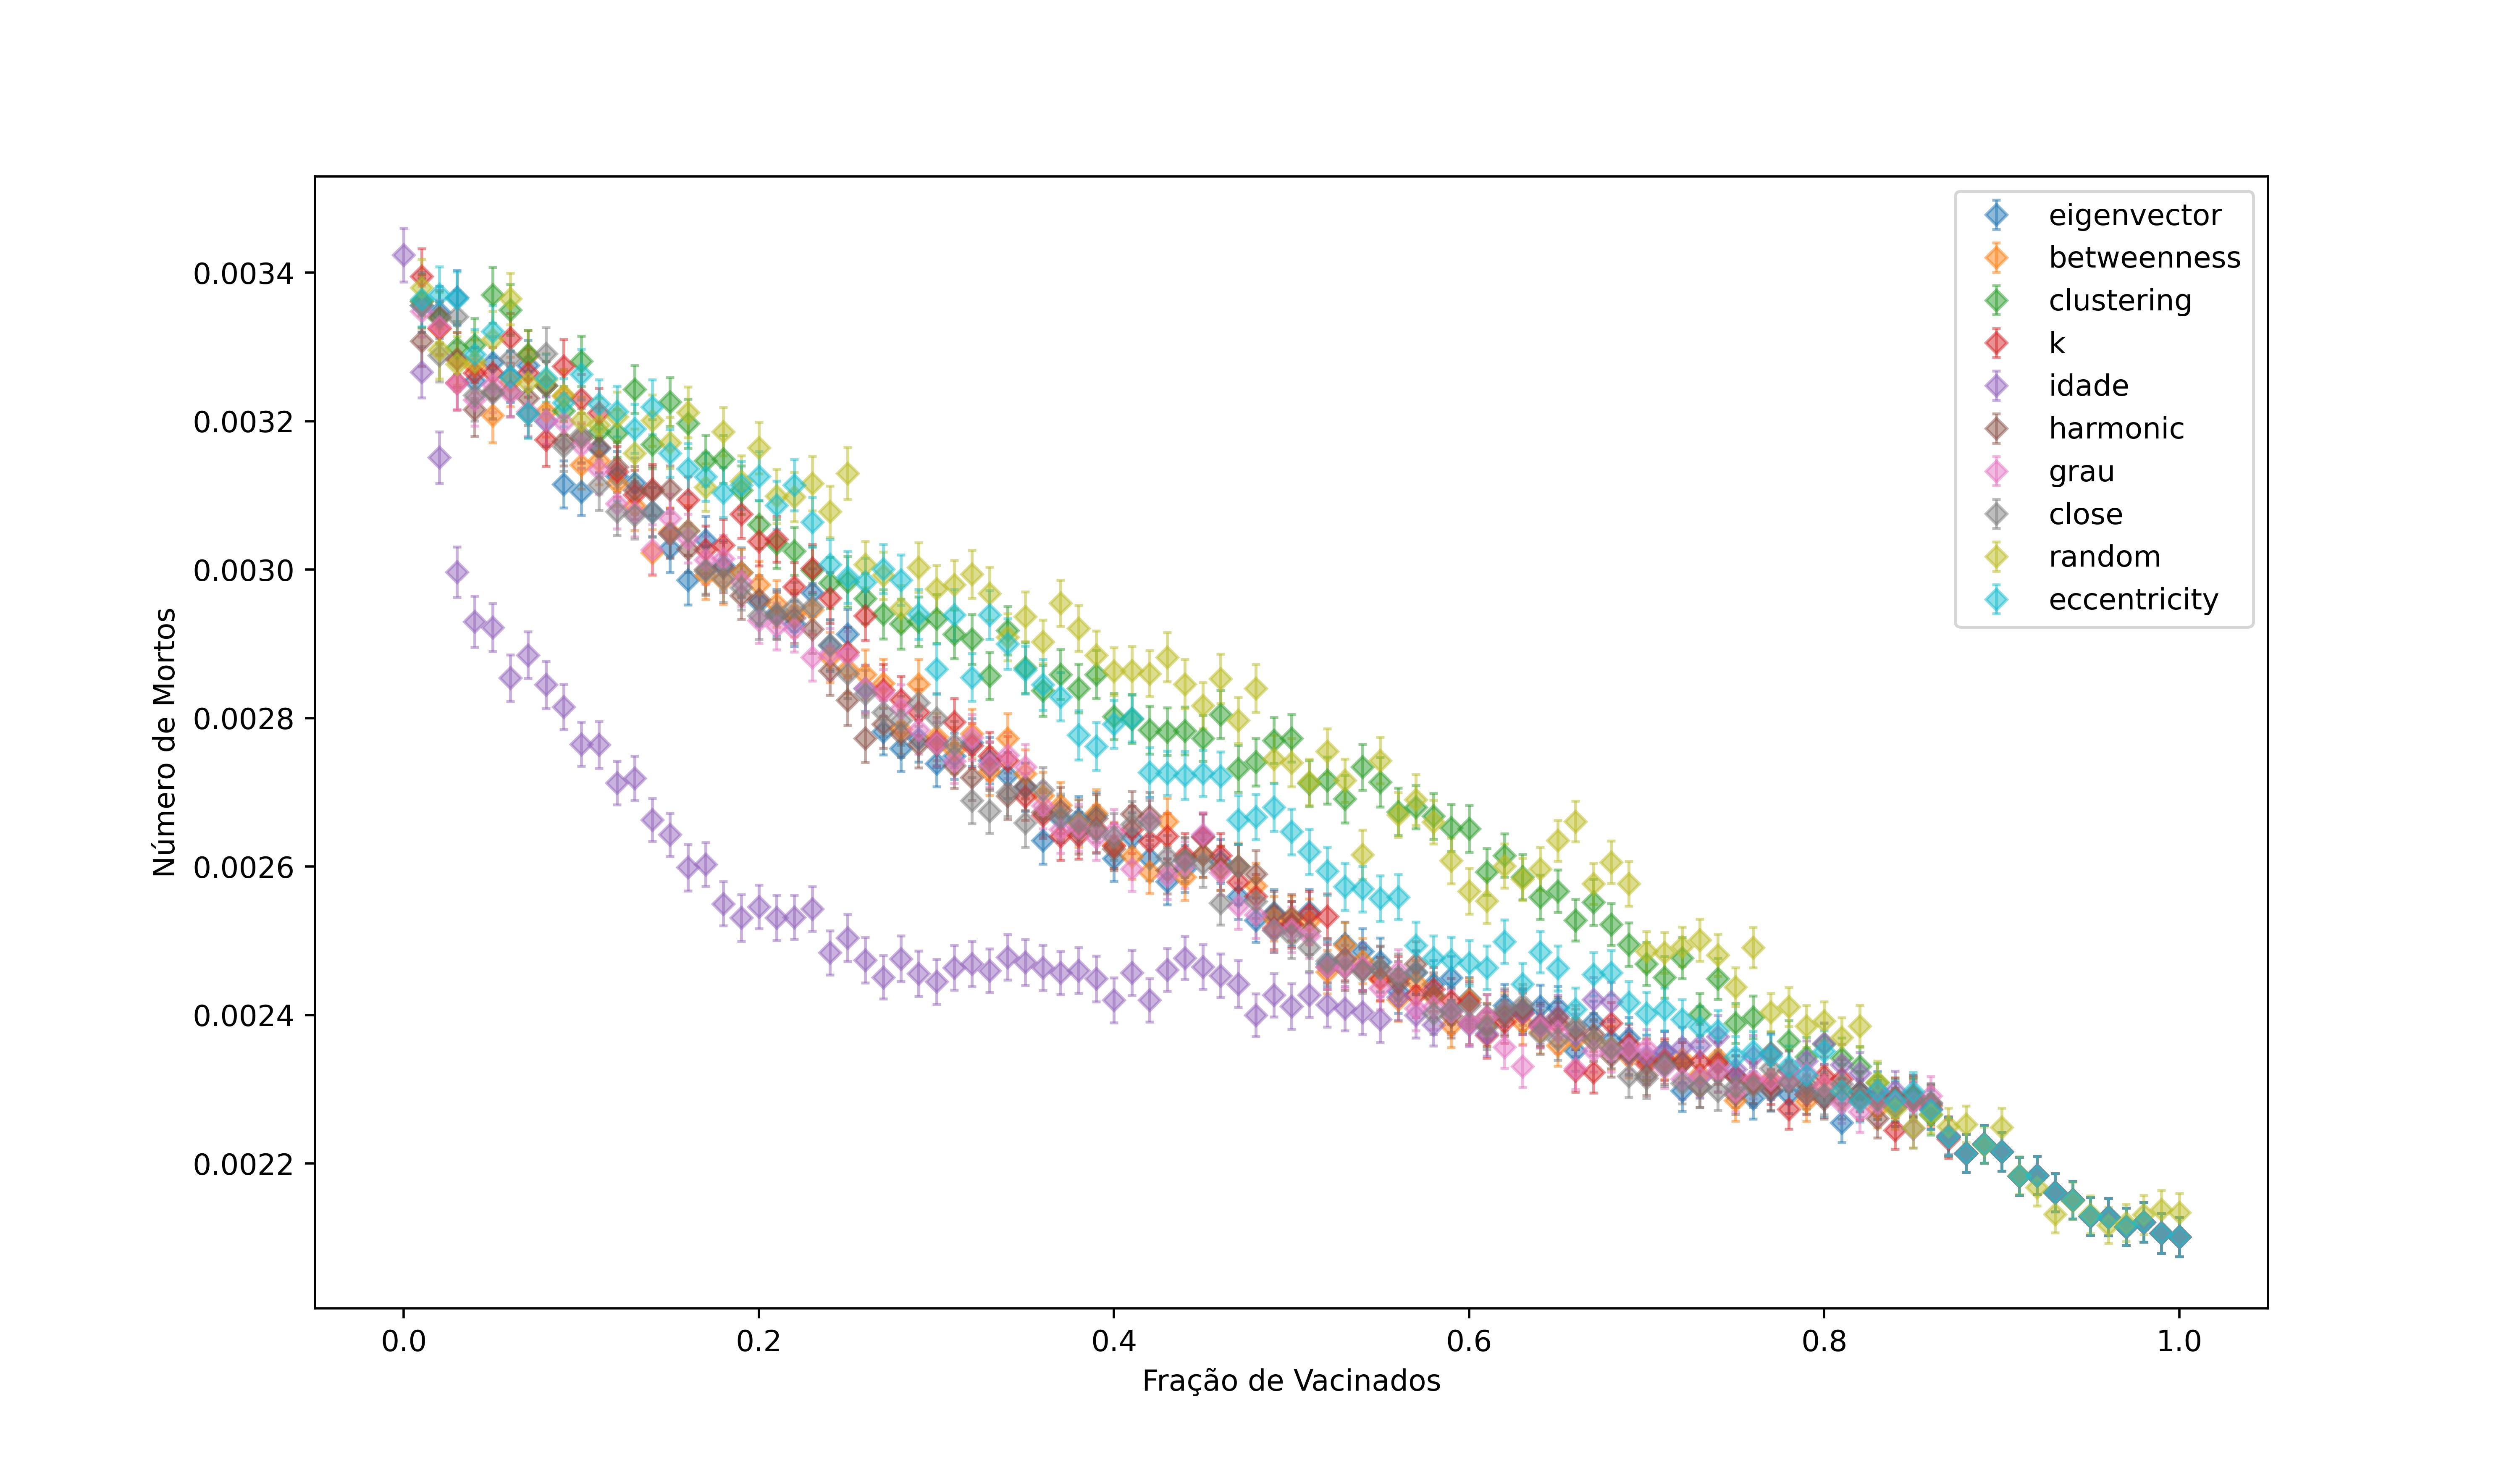 eigenvector
betweenness
clustering
k
idade
harmonic
grau
close
random
eccentricity
0.0034
0.0032
0.0030
0.0028
0.0026
0.0024
0.0022
Número de Mortos
0.0 0.2 0.4 0.6 0.8 1.0
Fração de Vacinados